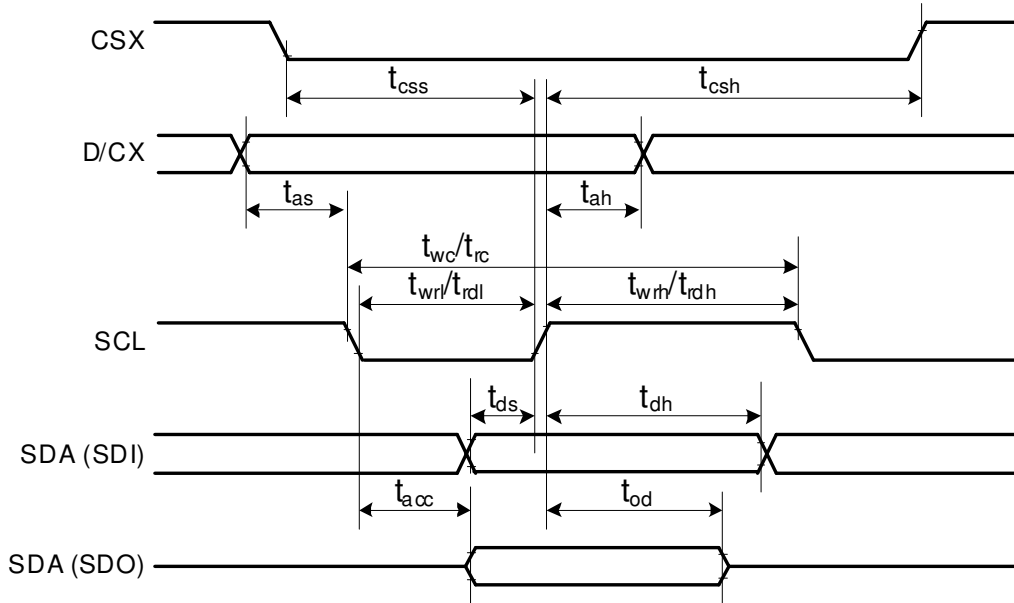 CSX
tcss
tcsh
D/CX
tas
tah
twc/trc
twrl/trdl
twrh/trdh
SCL
tds
tdh
SDA (SDI)
tacc
tod
SDA (SDO)